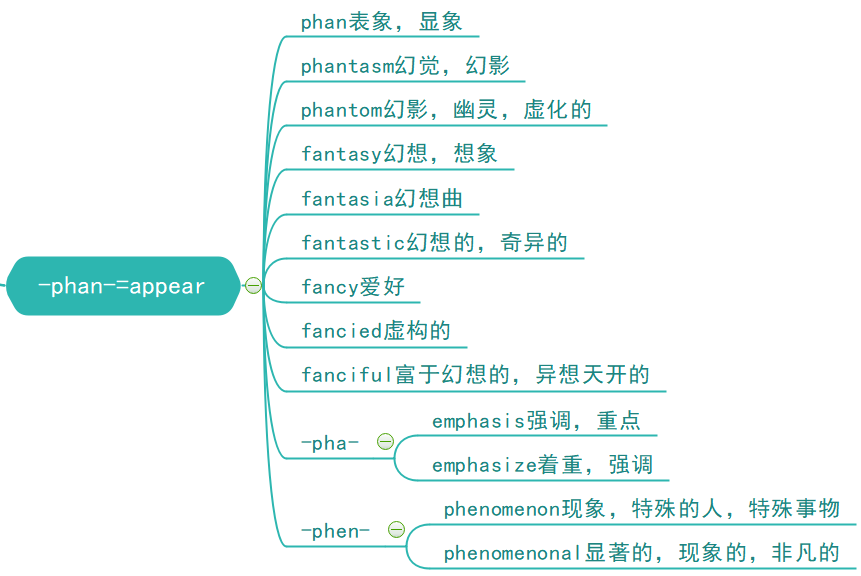 phan表象，显象
phantasm幻觉，幻影
phantom幻影，幽灵，虚化的
fantasy幻想，想象
fantasia幻想曲
fantastic幻想的，奇异的
-phan-=appear
fancy爱好
fancied虚构的
fanciful富于幻想的，异想天开的
emphasis强调，重点
-pha-
emphasize着重，强调
phenomenon现象，特殊的人，特殊事物
-phen-
phenomenonal显著的，现象的，非凡的